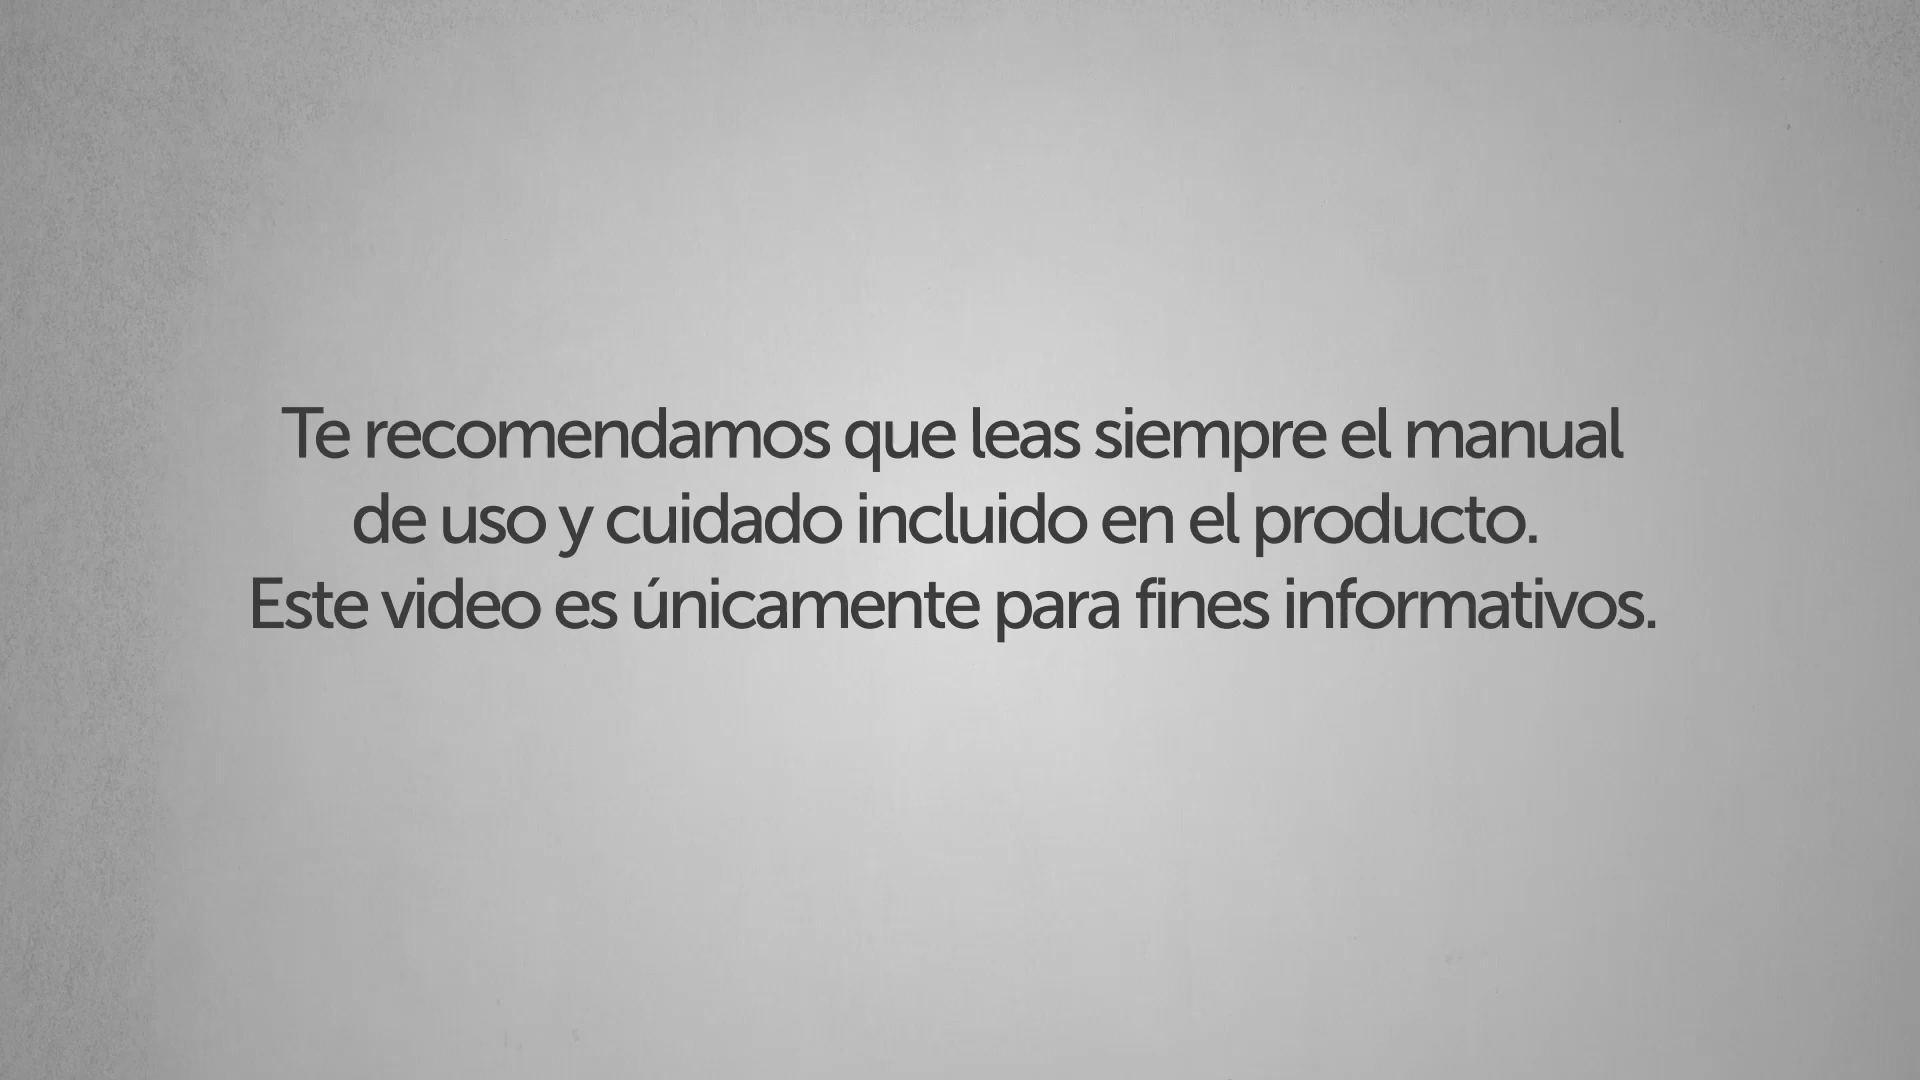 Te recomendamos que leas siempre el manual
de uso y cuidado incluido en el producto.
Este video es únicamente para fines informativos.